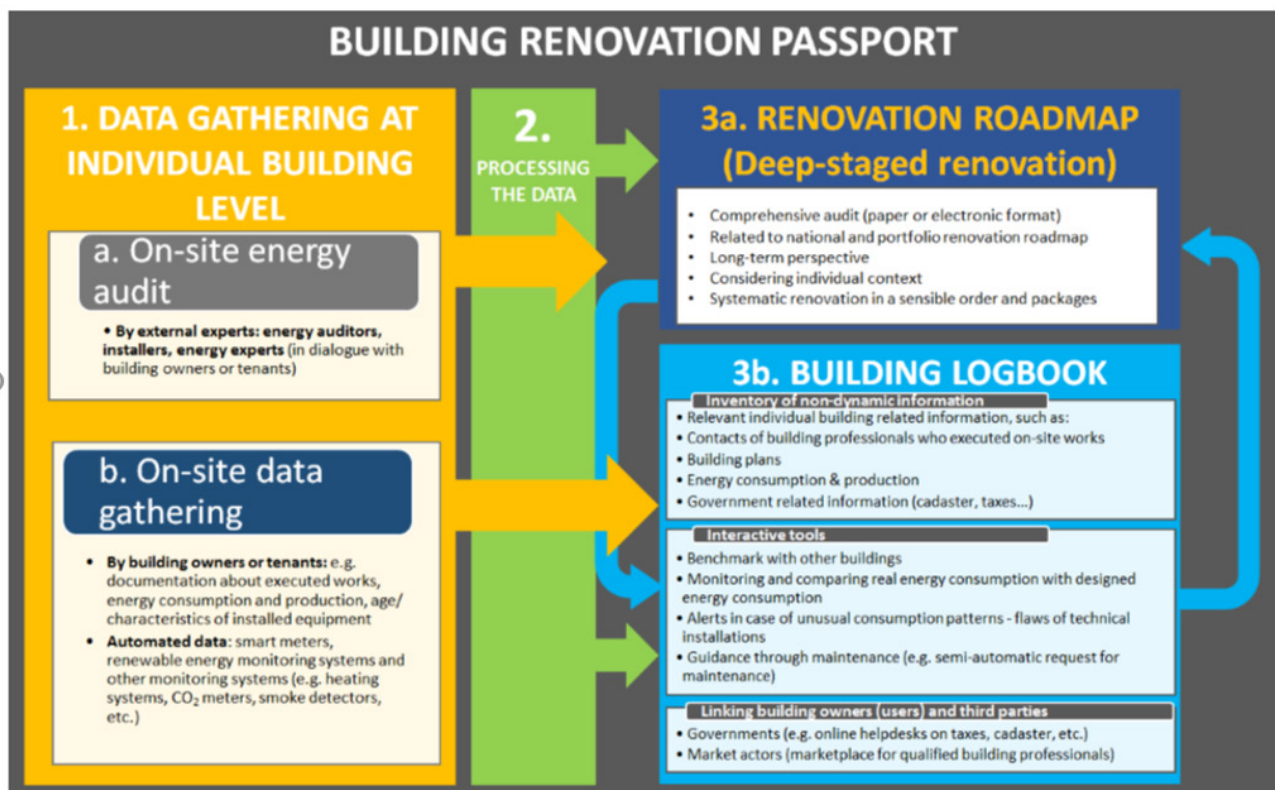 BUILDING RENOVATION PASSPORT
1. DATA GATHERING AT
INDIVIDUAL BUILDING
LEVEL
a. On-site energy
audit
• By external experts: energy auditors,
installers, energy experts (in dialogue with
building owners or tenants)
b. On-site data
gathering
• By building owners or tenants: e.g.
documentation about executed works,
energy consumption and production, age/
characteristics of installed equipment
• Automated data: smart meters,
renewable energy monitoring systems and
other monitoring systems (e.g. heating
systems, CO₂ meters, smoke detectors,
etc.)
2.
PROCESSING
THE DATA
3a. RENOVATION ROADMAP
(Deep-staged renovation)
• Comprehensive audit (paper or electronic format)
• Related to national and portfolio renovation roadmap
• Long-term perspective
• Considering individual context
• Systematic renovation in a sensible order and packages
3b. BUILDING LOGBOOK
Inventory of non-dynamic information
• Relevant individual building related information, such as:
• Contacts of building professionals who executed on-site works
• Building plans
• Energy consumption & production
• Government related information (cadaster, taxes...)
Interactive tools
• Benchmark with other buildings
• Monitoring and comparing real energy consumption with designed
energy consumption
• Alerts in case of unusual consumption patterns - flaws of technical
installations
• Guidance through maintenance (e.g. semi-automatic request for
maintenance)
Linking building owners (users) and third parties
• Governments (e.g. online helpdesks on taxes, cadaster, etc.)
• Market actors (marketplace for qualified building professionals)